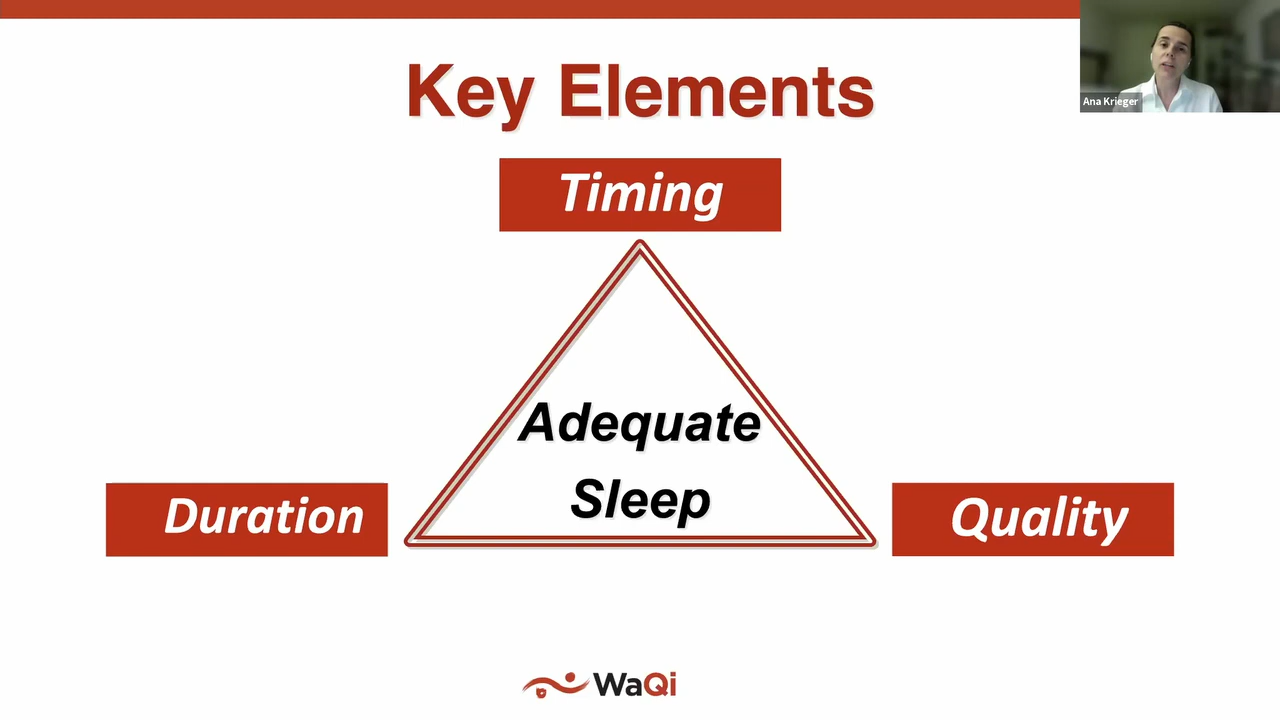 Key Elements
Ana Krieger
Timing
Adequate
Sleep
Duration
Quality
WaQi